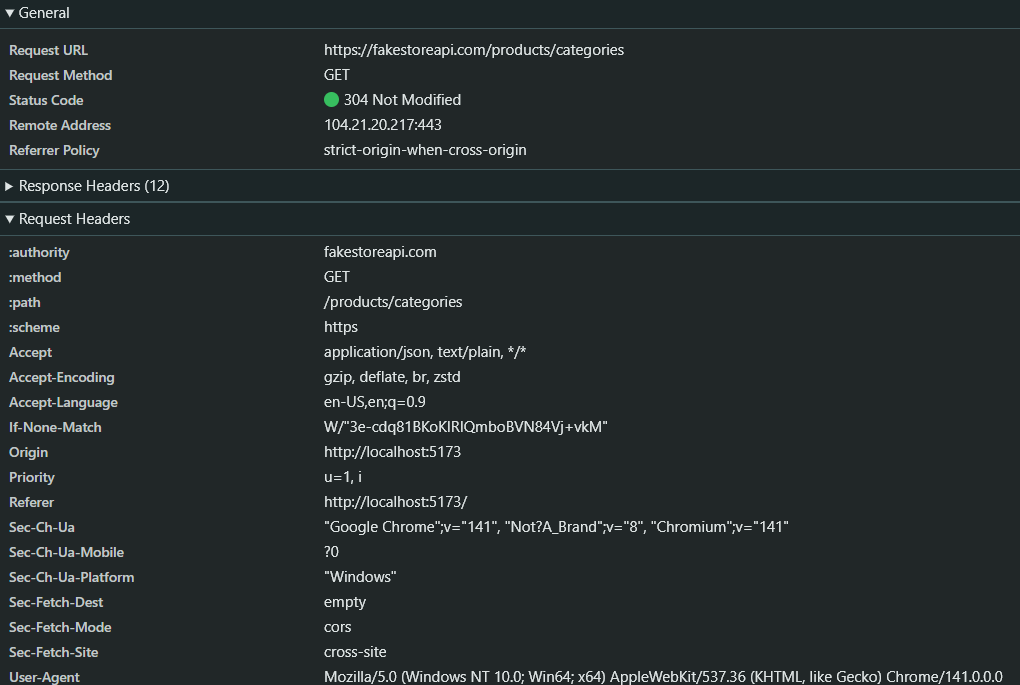 General
Request URL https://fakestoreapi.com/products/categories
Request Method GET
Status Code 304 Not Modified
Remote Address 104.21.20.217:443
Referrer Policy strict-origin-when-cross-origin
Response Headers (12)
Request Headers
:authority fakestoreapi.com
:method GET
:path /products/categories
:scheme https
Accept application/json, text/plain, */*
Accept-Encoding gzip, deflate, br, zstd
Accept-Language en-US,en;q=0.9
If-None-Match W/"3e-cdq81BKoKlRlQmboBVN84Vj+vkM"
Origin http://localhost:5173
Priority u=1, i
Referer http://localhost:5173/
Sec-Ch-Ua "Google Chrome";v="141", "Not?A_Brand";v="8", "Chromium";v="141"
Sec-Ch-Ua-Mobile ?0
Sec-Ch-Ua-Platform "Windows"
Sec-Fetch-Dest empty
Sec-Fetch-Mode cors
Sec-Fetch-Site cross-site
User-Agent Mozilla/5.0 (Windows NT 10.0; Win64; x64) AppleWebKit/537.36 (KHTML, like Gecko) Chrome/141.0.0.0